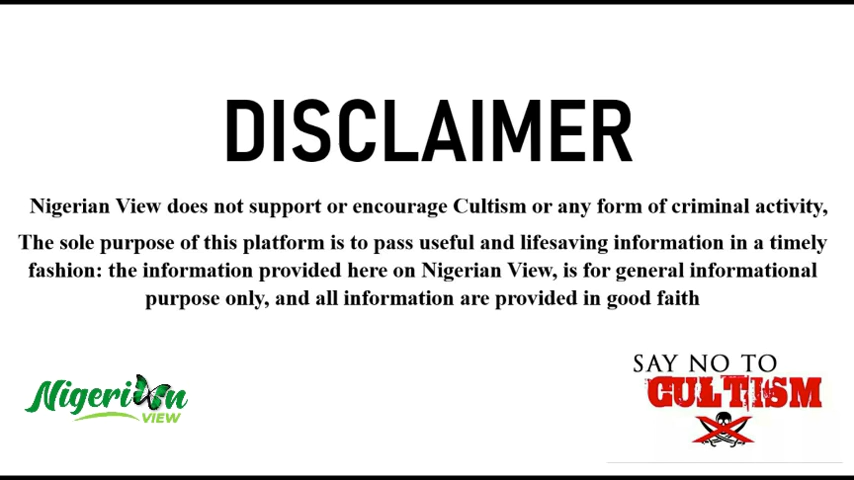 DISCLAIMER
Nigerian View does not support or encourage Cultism or any form of criminal activity,
The sole purpose of this platform is to pass useful and lifesaving information in a timely
fashion: the information provided here on Nigerian View, is for general informational
purpose only, and all information are provided in good faith
Nigerian
VIEW
SAY NO TO
CULTISM